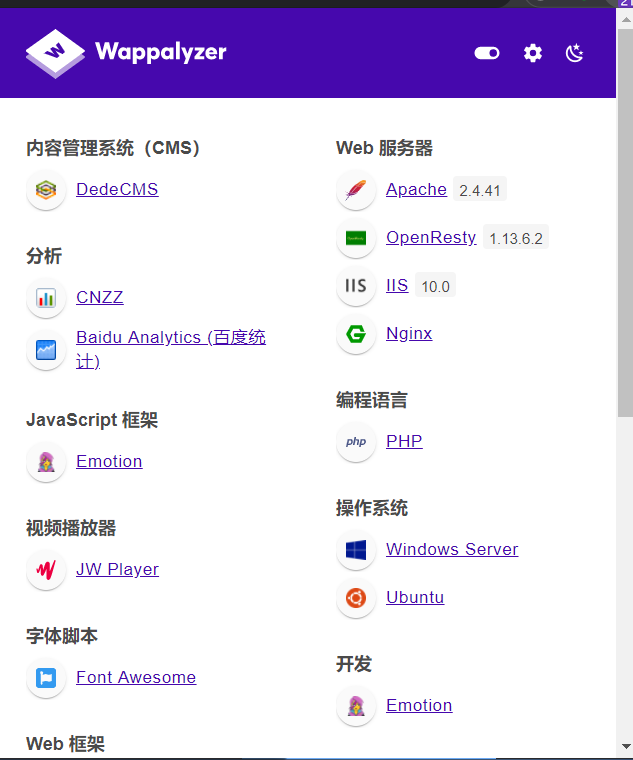 21
Wappalyzer
内容管理系统（CMS）
DedeCMS
分析
CNZZ
Baidu Analytics (百度统
计)
JavaScript 框架
Emotion
视频播放器
JW Player
字体脚本
Font Awesome
Web 框架
Web 服务器
Apache 2.4.41
OpenResty 1.13.6.2
IIS IIS 10.0
Nginx
编程语言
php PHP
操作系统
Windows Server
Ubuntu
开发
Emotion